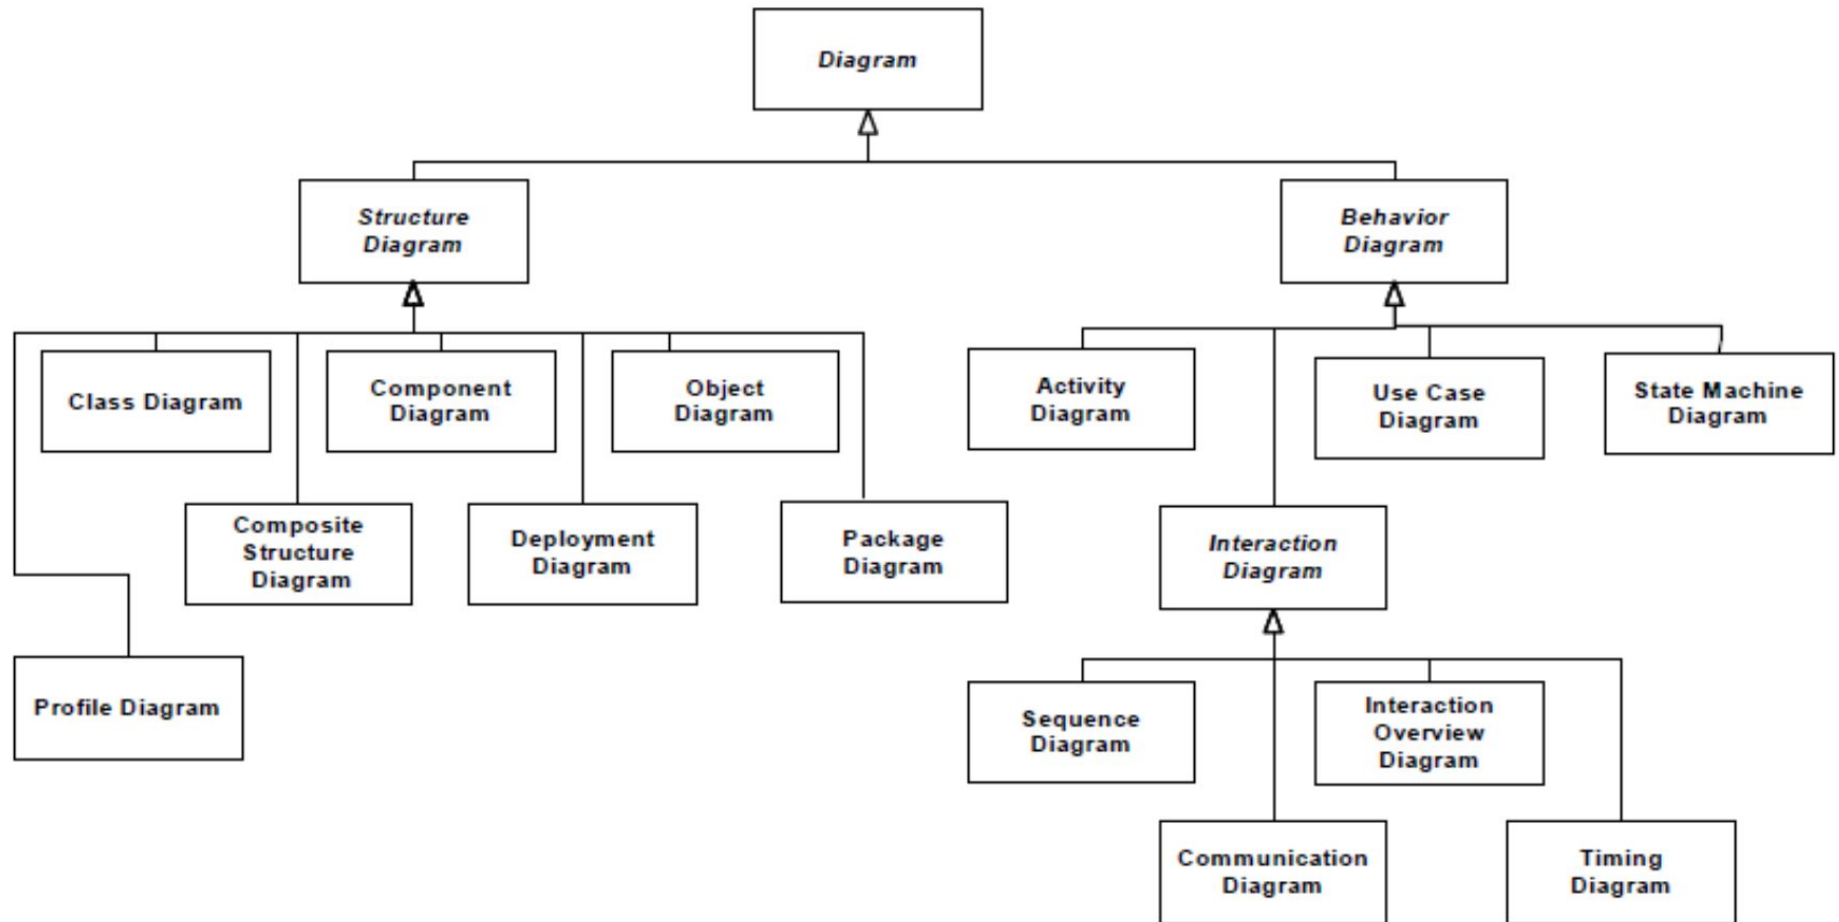 Diagram
Structure
Diagram
Behavior
Diagram
Class Diagram
Component
Diagram
Object
Diagram
Activity
Diagram
Use Case
Diagram
State Machine
Diagram
Composite
Structure
Diagram
Deployment
Diagram
Package
Diagram
Interaction
Diagram
Profile Diagram
Sequence
Diagram
Interaction
Overview
Diagram
Communication
Diagram
Timing
Diagram